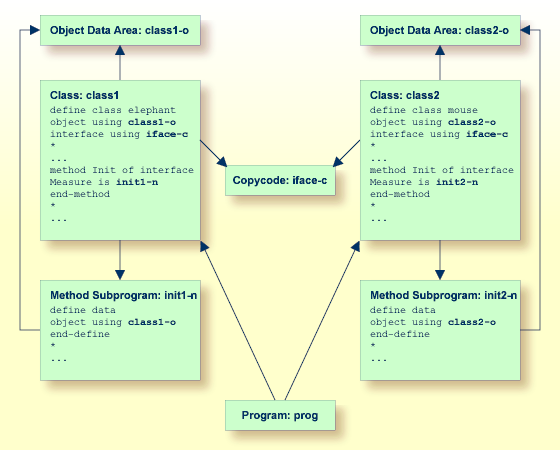 Object Data Area: class1-o
Object Data Area: class2-o
Class: class1
define class elephant
object using class1-o
interface using iface-c
*
...
method Init of interface
Measure is init1-n
end-method
*
...
Class: class2
define class mouse
object using class2-o
interface using iface-c
*
...
method Init of interface
Measure is init2-n
end-method
*
...
Copycode: iface-c
Method Subprogram: init1-n
define data
object using class1-o
end-define
*
...
Method Subprogram: init2-n
define data
object using class2-o
end-define
*
...
Program: prog